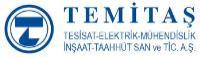 TEMİTAŞ
TESİSAT-ELEKTRİK-MÜHENDİSLİK
İNŞAAT-TAAHHÜT SAN ve TİC. A.Ş.